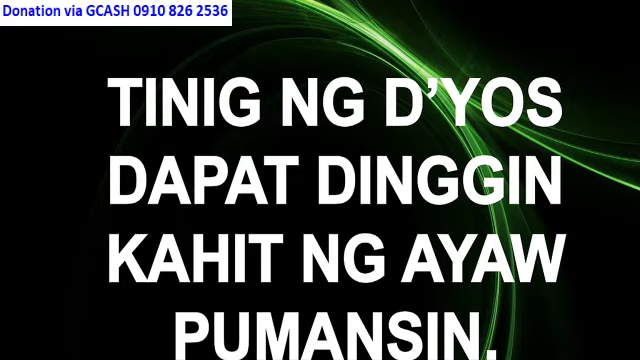 Donation via GCASH 0910 826 2536
TINIG NG D’YOS
DAPAT DINGGIN
KAHIT NG AYAW
PUMANSIN.